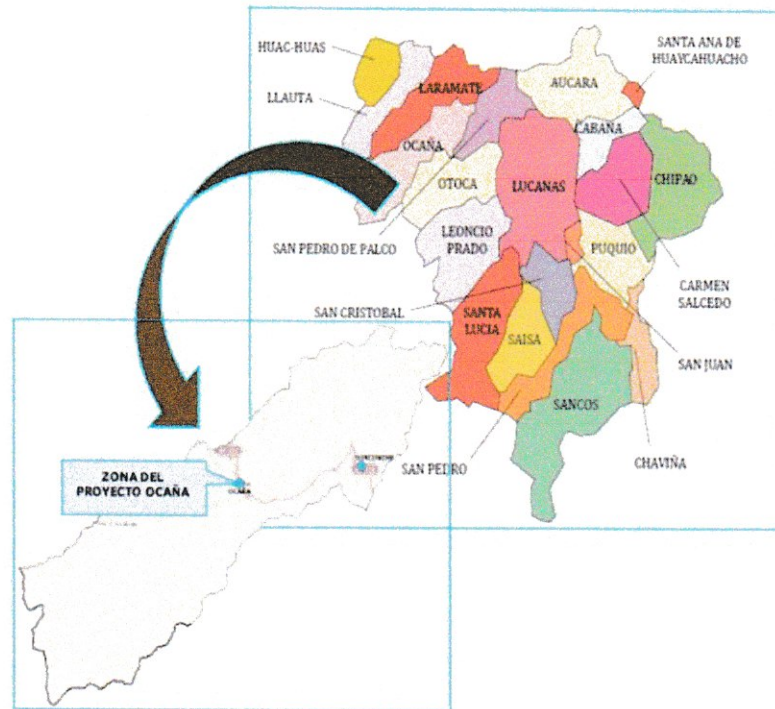 HUAC-HUAS
SANTA ANA DE
HUAYCAHUACHO
LARAMATE
AUCARA
LLAUTA
CABANA
OCAÑA
OTOCA
LUCANAS
CHIPAO
SAN PEDRO DE PALCO
LEONCIO
PRADO
PUQUIO
CARMEN
SALCEDO
SAN CRISTOBAL
SANTA
LUCIA
SAISA
SAN JUAN
SANCOS
SAN PEDRO
CHAVIÑA
ZONA DEL
PROYECTO OCAÑA
OCAÑA